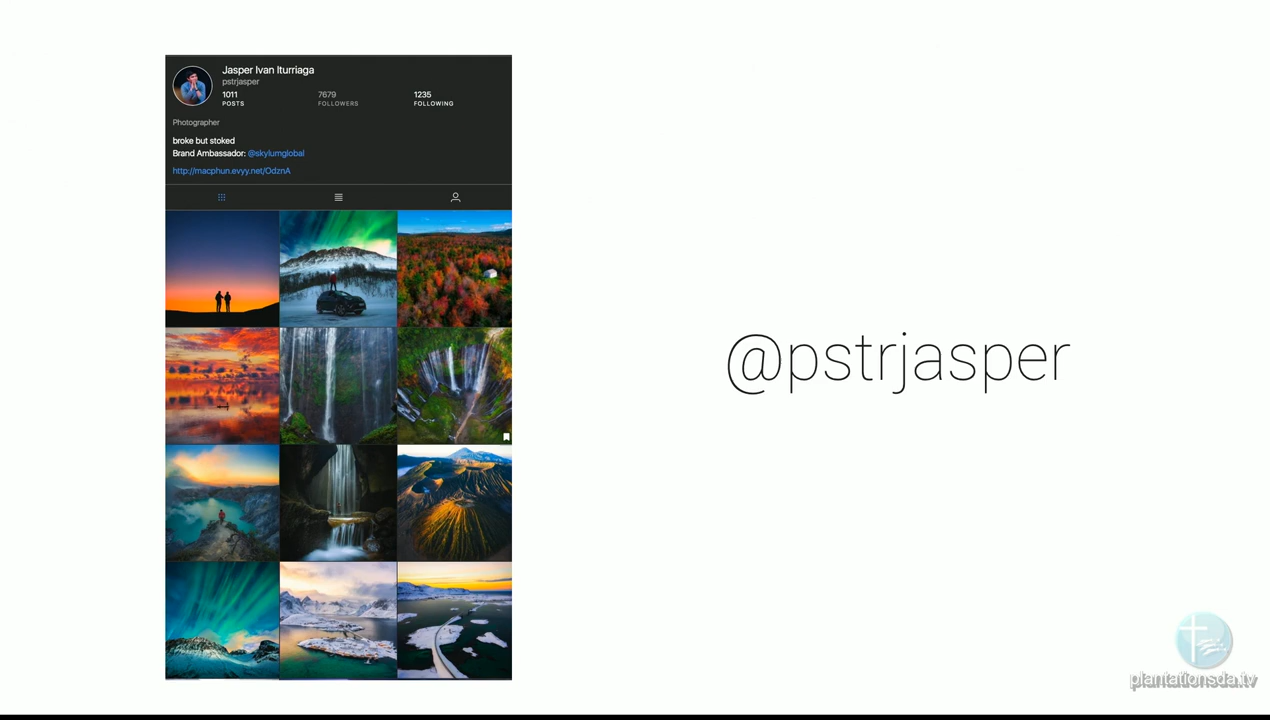 Jasper Ivan Iturriaga
pstrjasper
1011 7679 1235
POSTS FOLLOWERS FOLLOWING
Photographer
broke but stoked
Brand Ambassador: @skylumglobal
http://macphun.evyy.net/OdznA
@pstrjasper
plantationsda.tv